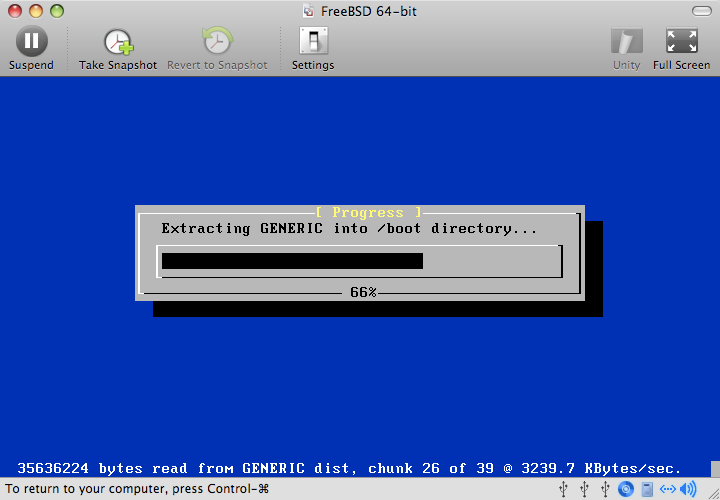 FreeBSD 64-bit
Suspend Take Snapshot Revert to Snapshot Settings Unity Full Screen
[ Progress ]
Extracting GENERIC into /boot directory...
66%
35636224 bytes read from GENERIC dist, chunk 26 of 39 @ 3239.7 KBytes/sec.
To return to your computer, press Control-⌘